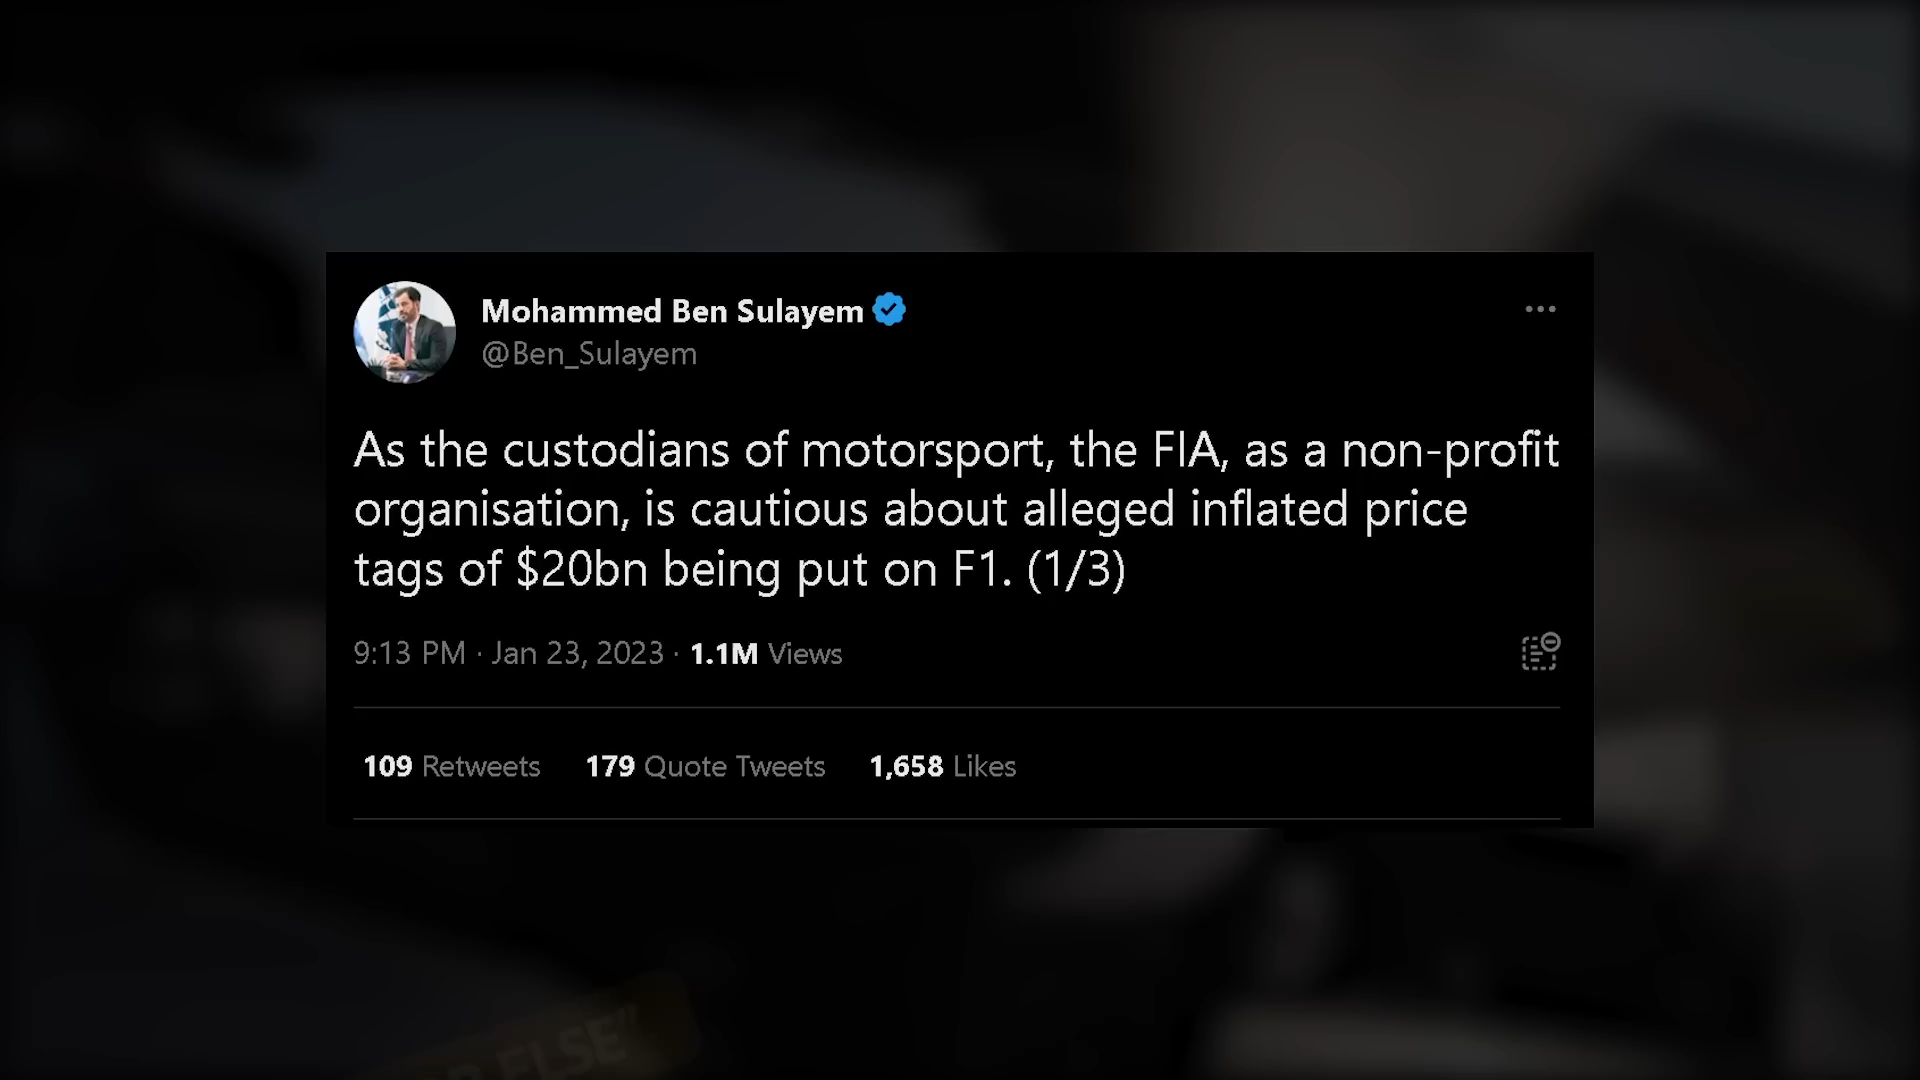 Mohammed Ben Sulayem
@Ben_Sulayem
As the custodians of motorsport, the FIA, as a non-profit
organisation, is cautious about alleged inflated price
tags of $20bn being put on F1. (1/3)
9:13 PM · Jan 23, 2023 · 1.1M Views
109 Retweets 179 Quote Tweets 1,658 Likes
ELSE"